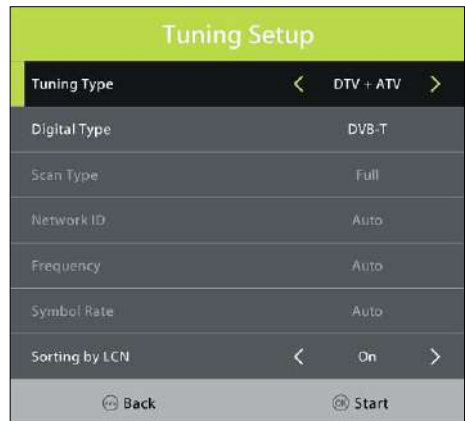 Tuning Setup
Tuning Type < DTV + ATV >
Digital Type DVB-T
Scan Type Full
Network ID Auto
Frequency Auto
Symbol Rate Auto
Sorting by LCN < On >
Back OK Start